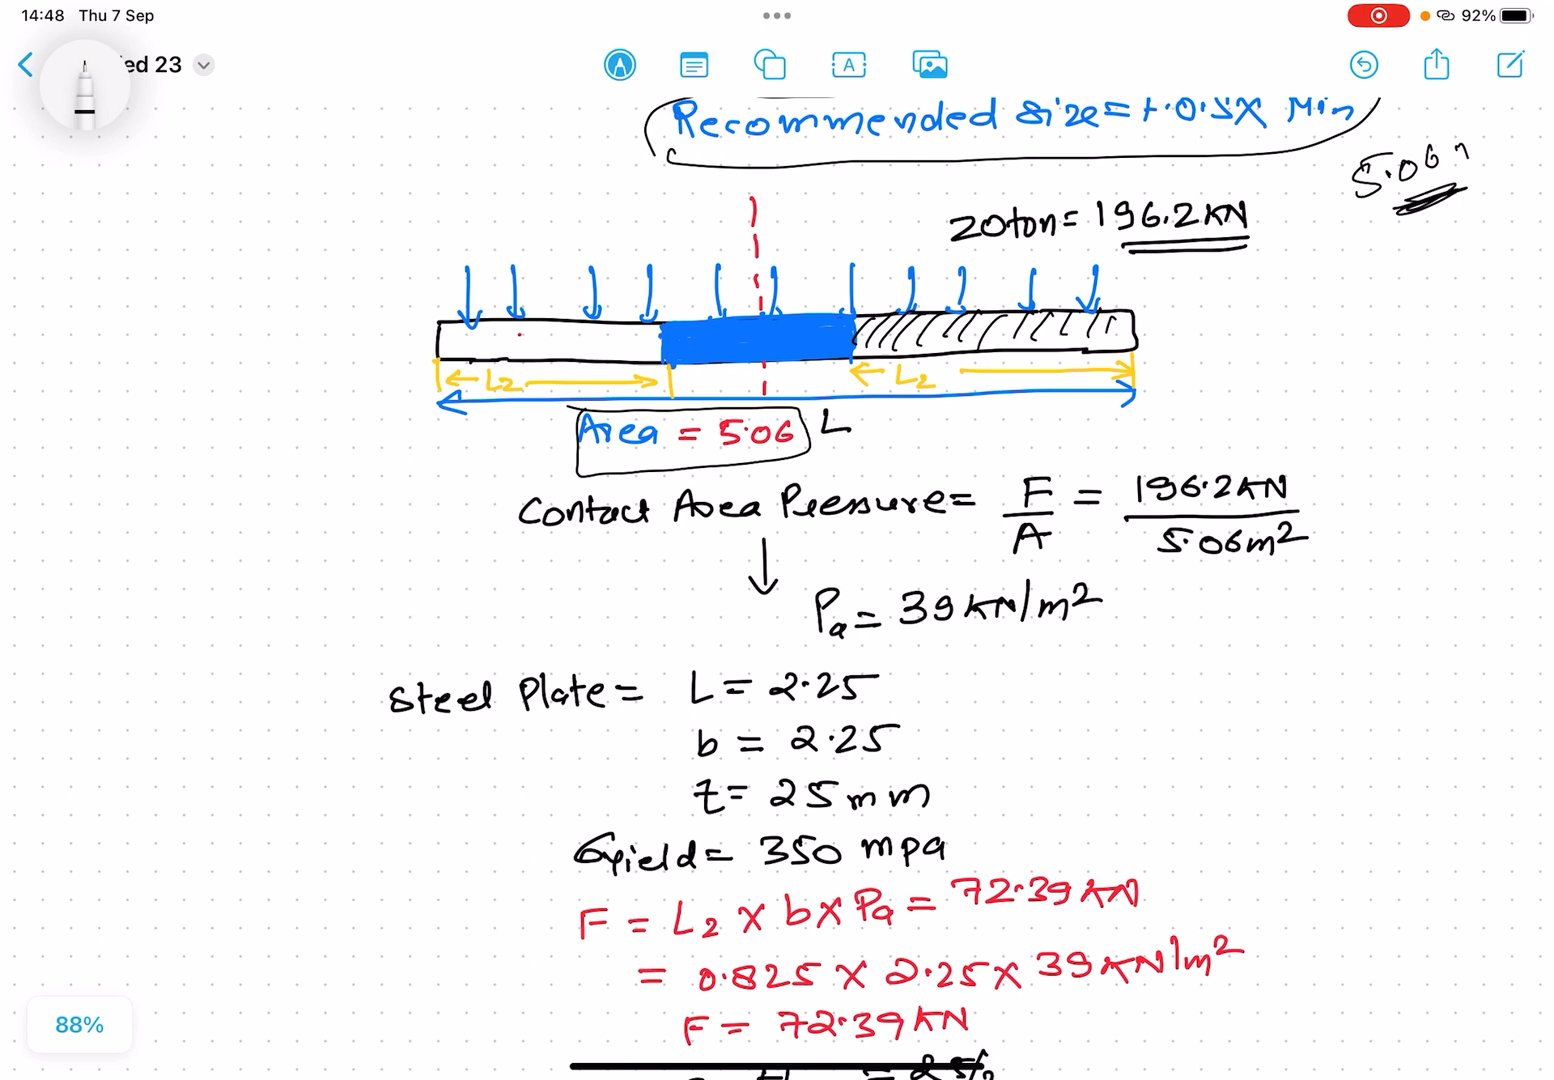 14:48 Thu 7 Sep
92%
ed 23
A
Recommended size = 1.0.5X Min
5.06
20ton = 196.2KN
L2
L2
Area = 5.06
L
Contact Area Pressure = F/A = 196.2KN/5.06m²
Pa = 39 KN/m²
Steel Plate = L = 2.25
b = 2.25
t = 25mm
σyield = 350 mpa
F = L2 X b X Pa = 72.39 KN
= 0.825 X 2.25 X 39 KN/m²
F = 72.39 KN
88%